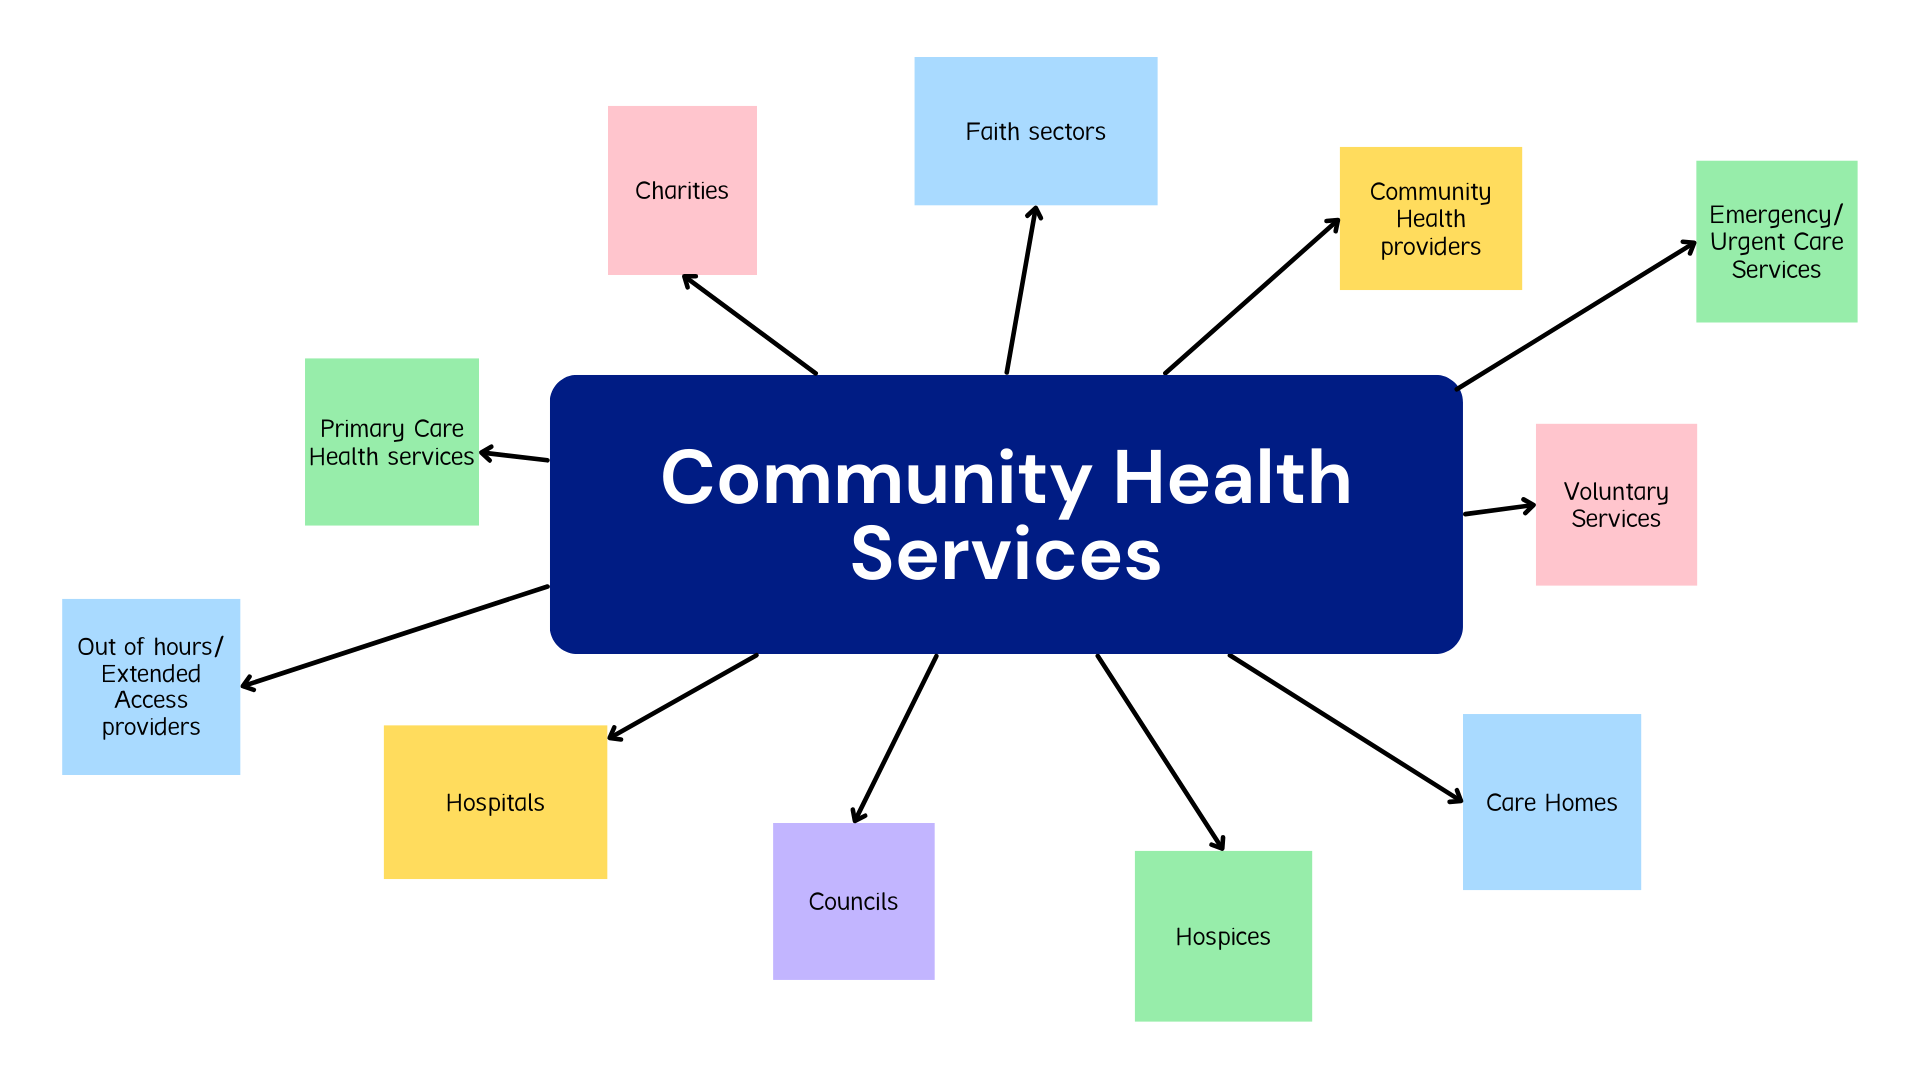 Faith sectors
Charities
Community
Health
providers
Emergency/
Urgent Care
Services
Primary Care
Health services
Community Health
Services
Voluntary
Services
Out of hours/
Extended
Access
providers
Hospitals
Care Homes
Councils
Hospices